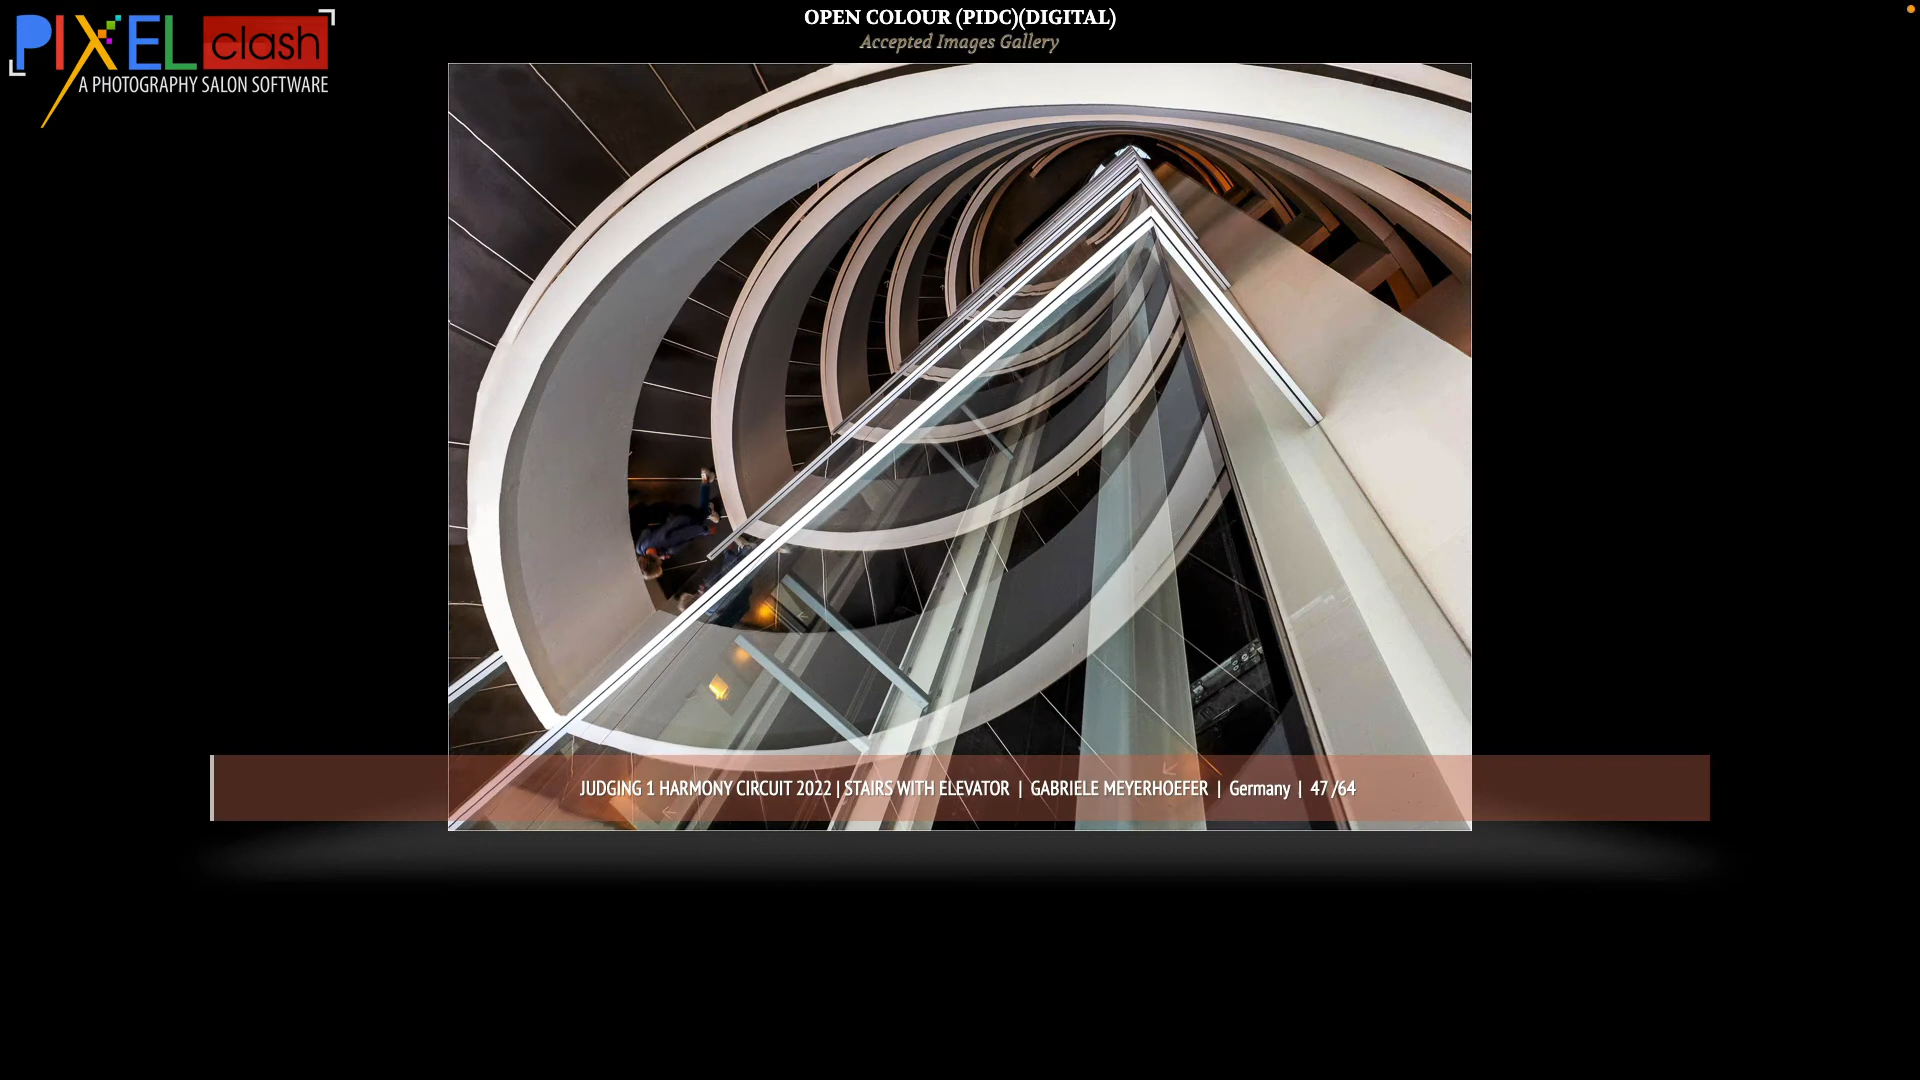 PIXEL clash
A PHOTOGRAPHY SALON SOFTWARE
OPEN COLOUR (PIDC)(DIGITAL)
Accepted Images Gallery
JUDGING 1 HARMONY CIRCUIT 2022 | STAIRS WITH ELEVATOR | GABRIELE MEYERHOEFER | Germany | 47 /64